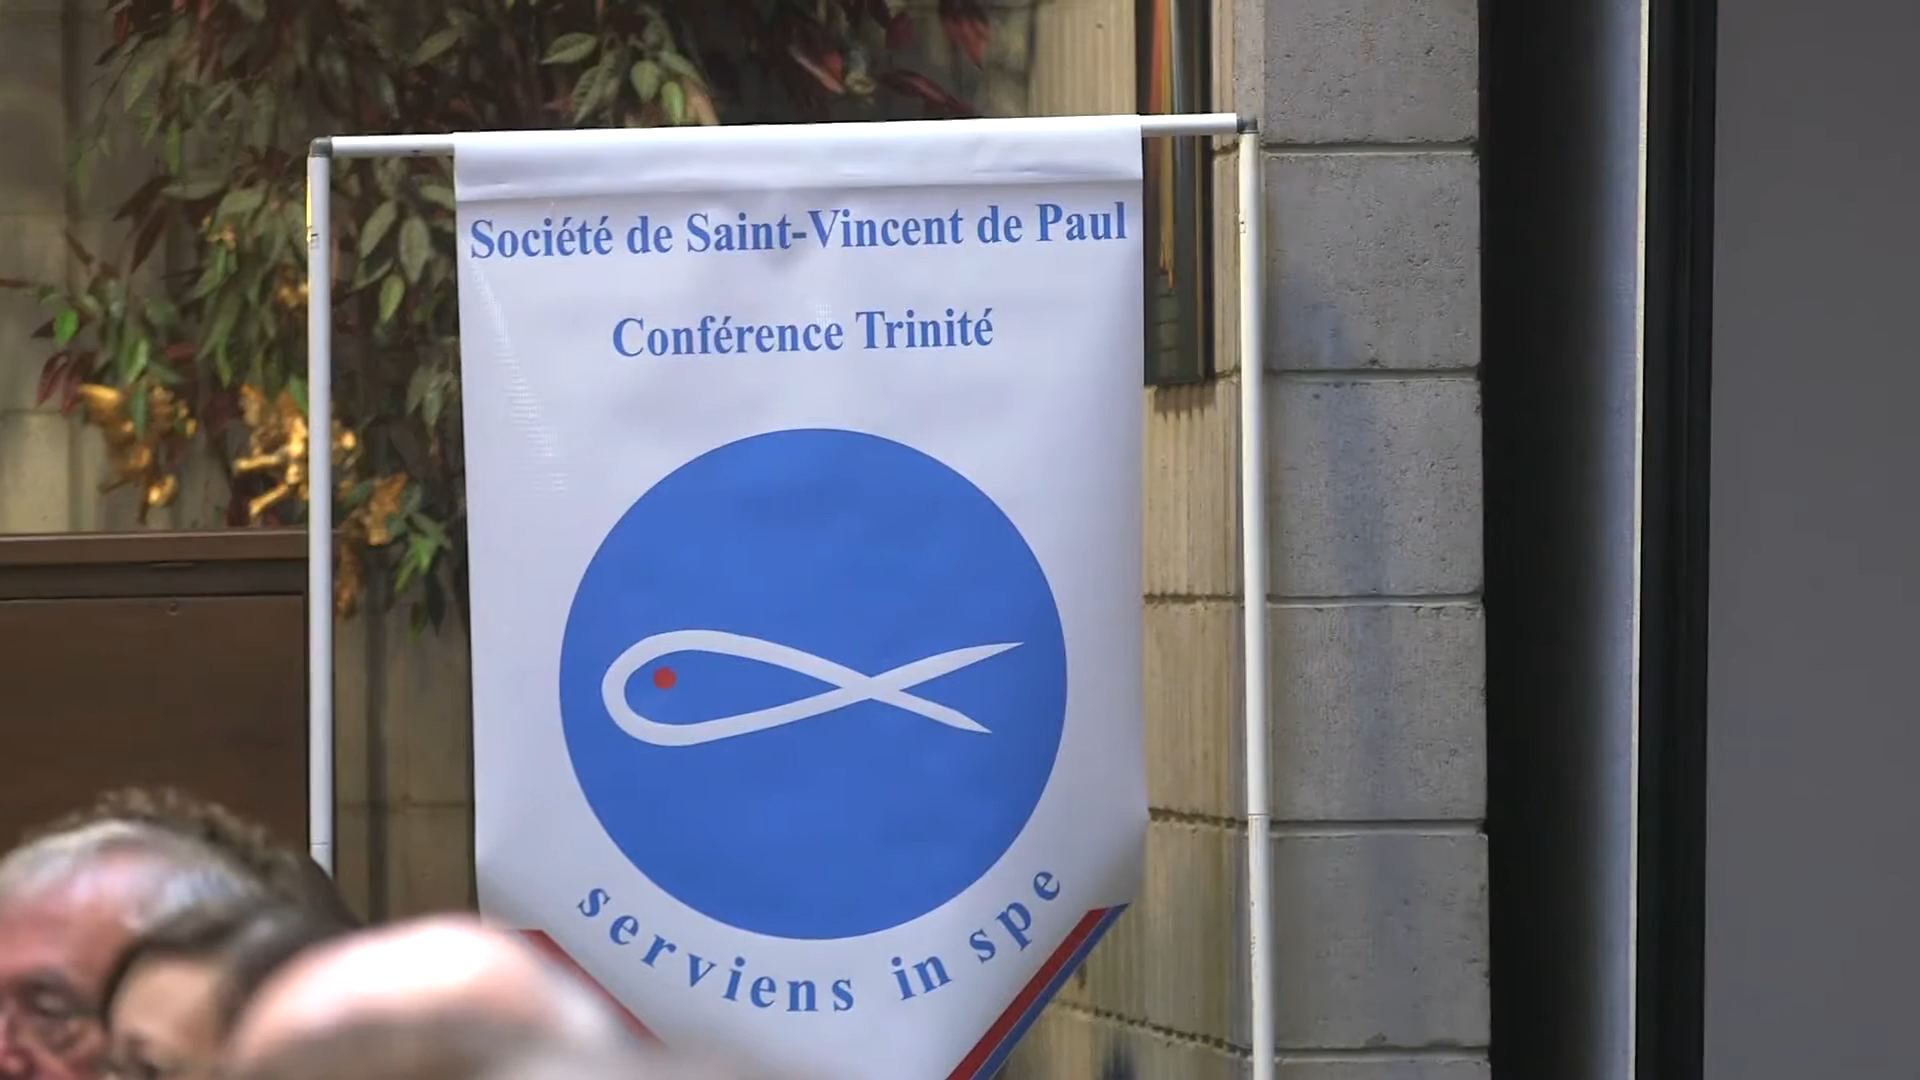 Société de Saint-Vincent de Paul
Conférence Trinité
serviens in spe